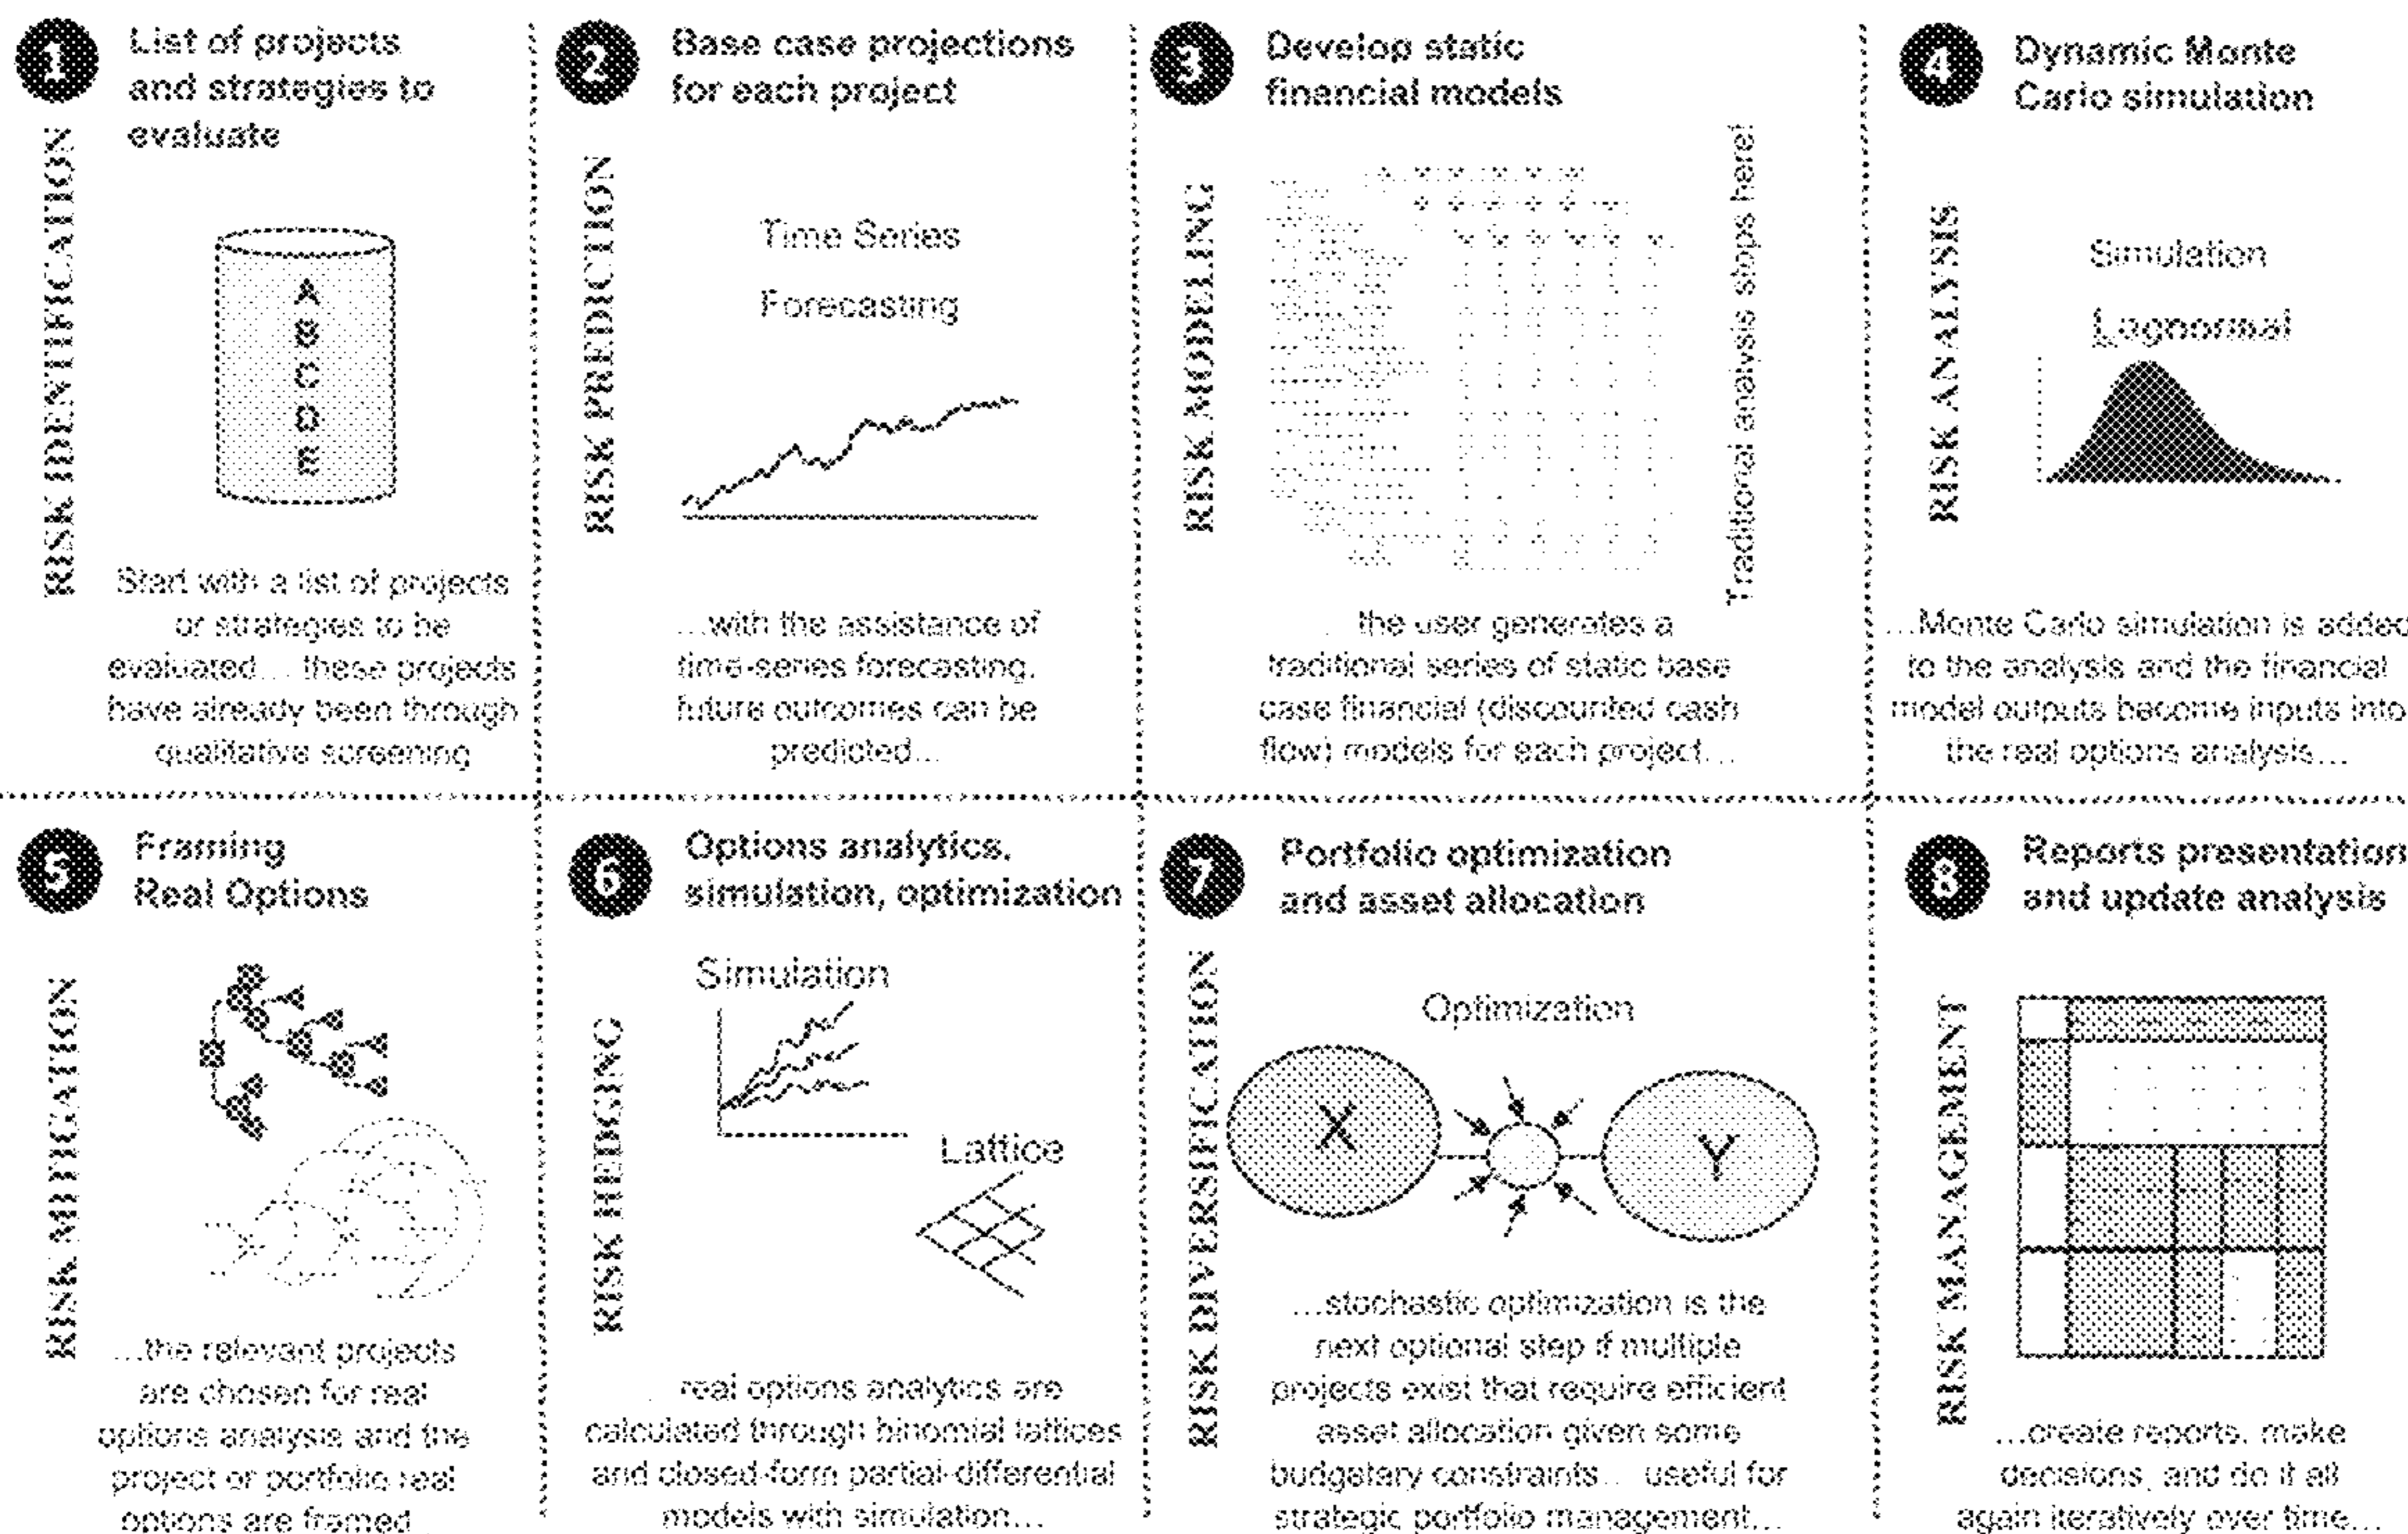 1
List of projects
and strategies to
evaluate
RISK IDENTIFICATION
A
B
C
D
E
Start with a list of projects
or strategies to be
evaluated... these projects
have already been through
qualitative screening
2
Base case projections
for each project
RISK PREDICTION
Time Series
Forecasting
...with the assistance of
time-series forecasting,
future outcomes can be
predicted...
3
Develop static
financial models
RISK MODELING
Traditional analysis stops here!
the user generates a
traditional series of static base
case financial (discounted cash
flow) models for each project...
4
Dynamic Monte
Carlo simulation
RISK ANALYSIS
Simulation
Lognormal
...Monte Carlo simulation is added
to the analysis and the financial
model outputs become inputs into
the real options analysis...
5
Framing
Real Options
RISK MITIGATION
...the relevant projects
are chosen for real
options analysis and the
project or portfolio real
options are framed
6
Options analytics,
simulation, optimization
RISK HEDGING
Simulation
Lattice
real options analytics are
calculated through binomial lattices
and closed-form partial-differential
models with simulation...
7
Portfolio optimization
and asset allocation
RISK DIVERSIFICATION
Optimization
X
Y
...stochastic optimization is the
next optional step if multiple
projects exist that require efficient
asset allocation given some
budgetary constraints... useful for
strategic portfolio management...
8
Reports presentation
and update analysis
RISK MANAGEMENT
...create reports, make
decisions, and do it all
again iteratively over time...